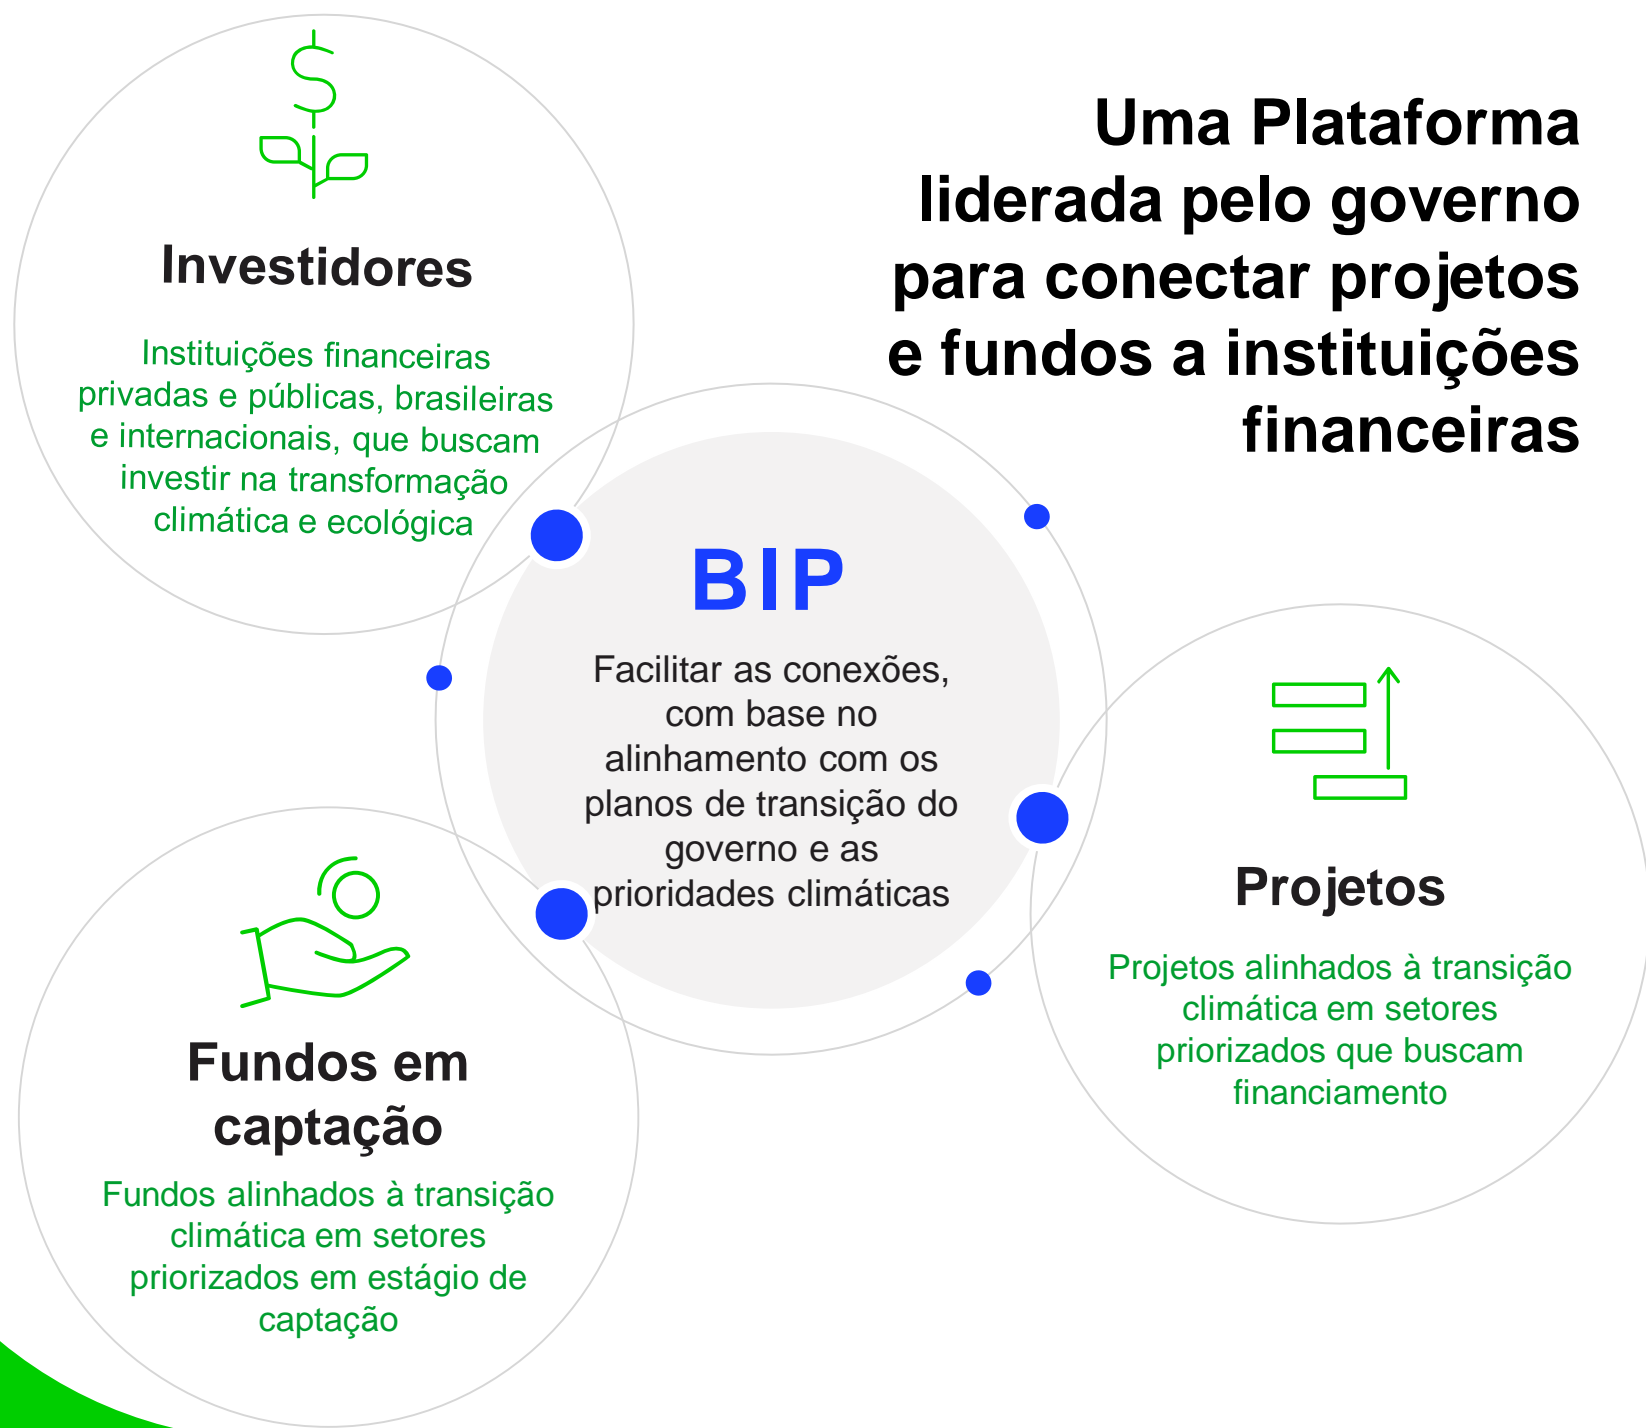 Uma Plataforma
liderada pelo governo
para conectar projetos
e fundos a instituições
financeiras
Investidores
Instituições financeiras
privadas e públicas, brasileiras
e internacionais, que buscam
investir na transformação
climática e ecológica
BIP
Facilitar as conexões,
com base no
alinhamento com os
planos de transição do
governo e as
prioridades climáticas
Projetos
Projetos alinhados à transição
climática em setores
priorizados que buscam
financiamento
Fundos em
captação
Fundos alinhados à transição
climática em setores
priorizados em estágio de
captação